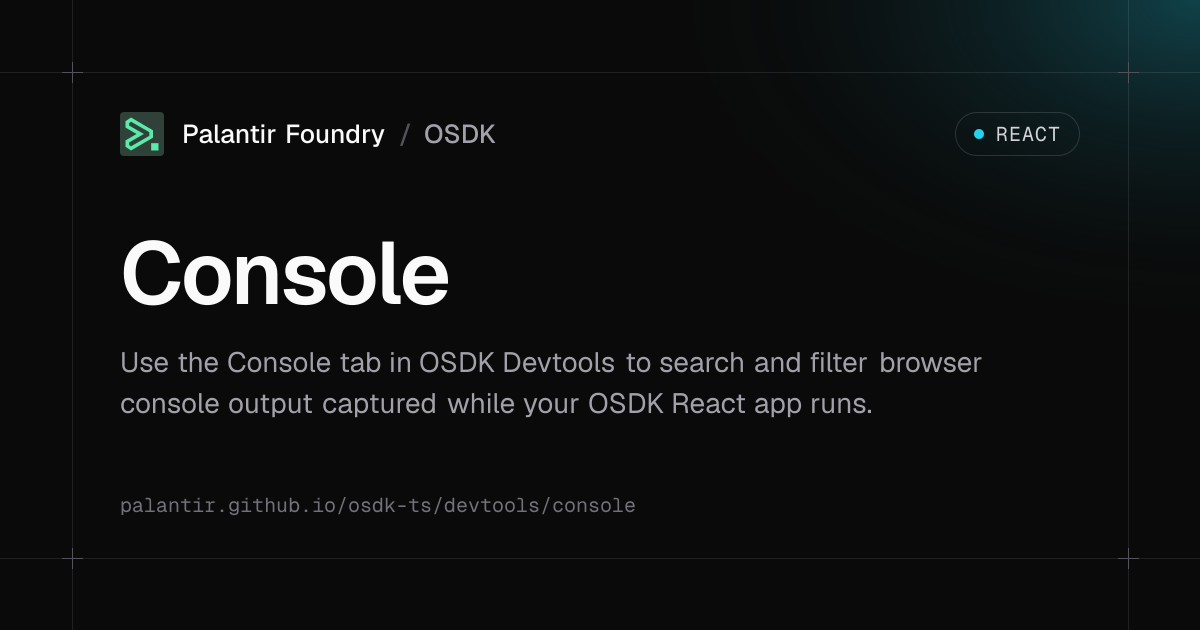 Palantir Foundry / OSDK
REACT
Console
Use the Console tab in OSDK Devtools to search and filter browser
console output captured while your OSDK React app runs.
palantir.github.io/osdk-ts/devtools/console